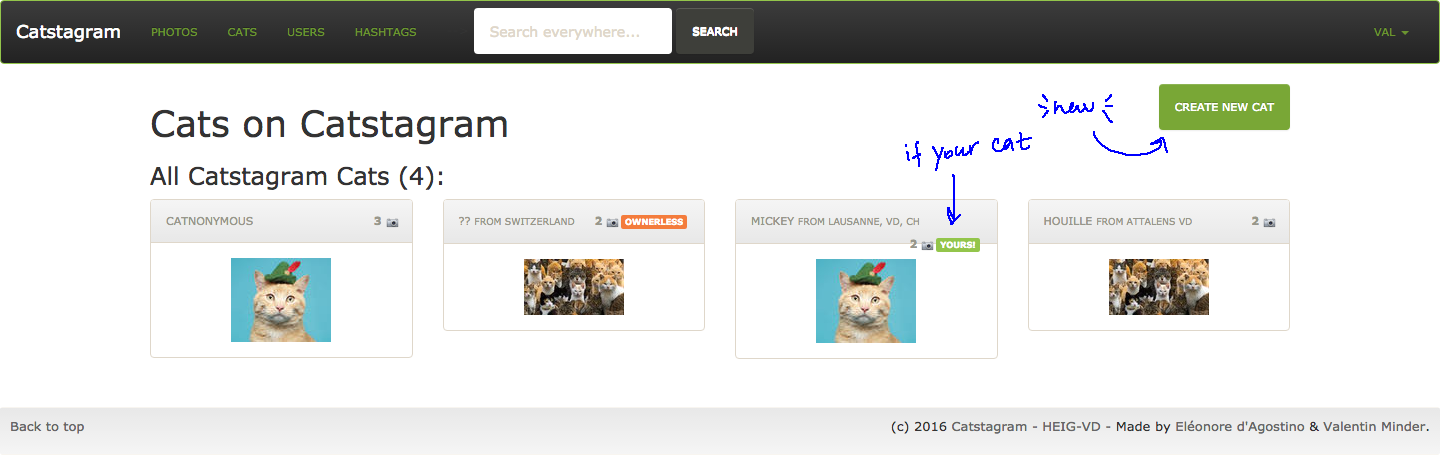 Catstagram PHOTOS CATS USERS HASHTAGS Search everywhere... SEARCH VAL
new CREATE NEW CAT
Cats on Catstagram
if your cat
All Catstagram Cats (4):
CATNONYMOUS 3
?? FROM SWITZERLAND 2 OWNERLESS
MICKEY FROM LAUSANNE, VD, CH
2 YOURS!
HOUILLE FROM ATTALENS VD 2
Back to top (c) 2016 Catstagram - HEIG-VD - Made by Eléonore d'Agostino & Valentin Minder.